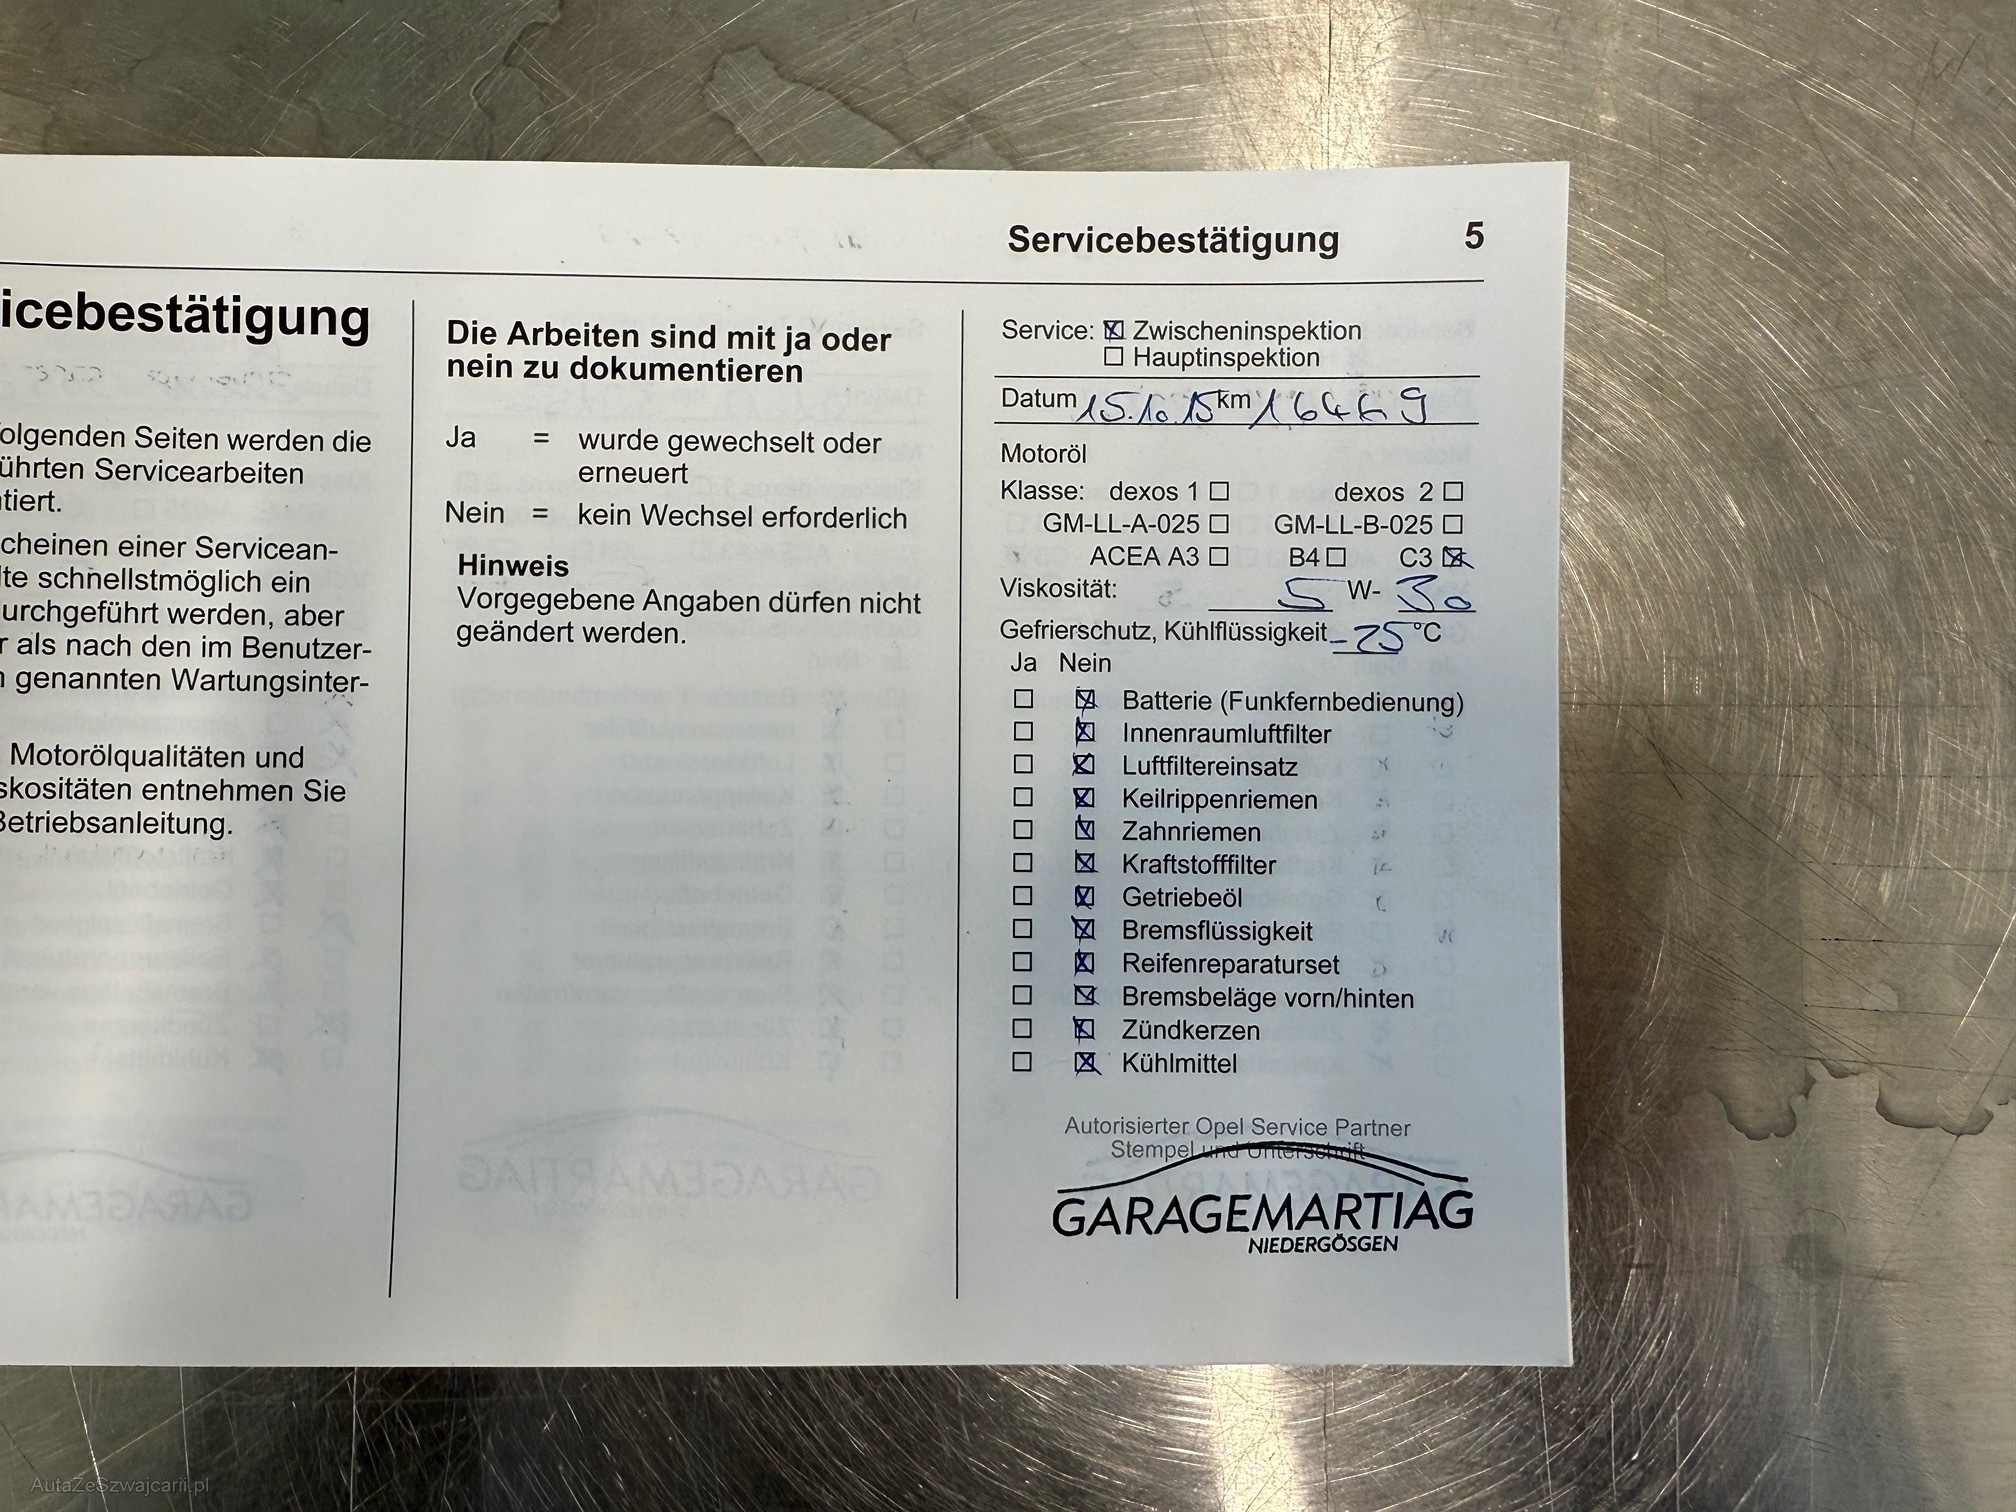 Servicebestätigung 5
icebestätigung
olgenden Seiten werden die
ührten Servicearbeiten
tiert.
cheinen einer Servicean-
lte schnellstmöglich ein
urchgeführt werden, aber
r als nach den im Benutzer-
n genannten Wartungsinter-
Motorölqualitäten und
skositäten entnehmen Sie
Betriebsanleitung.
Die Arbeiten sind mit ja oder
nein zu dokumentieren
Ja = wurde gewechselt oder
erneuert
Nein = kein Wechsel erforderlich
Hinweis
Vorgegebene Angaben dürfen nicht
geändert werden.
Service: ☒ Zwischeninspektion
☐ Hauptinspektion
Datum 15.10.15 km
Motoröl
Klasse: dexos 1 ☐ dexos 2 ☐
GM-LL-A-025 ☐ GM-LL-B-025 ☐
ACEA A3 ☐ B4 ☐ C3 ☒
Viskosität: 5 W- 30
Gefrierschutz, Kühlflüssigkeit -25 °C
Ja Nein
☐ ☒ Batterie (Funkfernbedienung)
☐ ☒ Innenraumluftfilter
☐ ☒ Luftfiltereinsatz
☐ ☒ Keilrippenriemen
☐ ☒ Zahnriemen
☐ ☒ Kraftstofffilter
☐ ☒ Getriebeöl
☐ ☒ Bremsflüssigkeit
☐ ☒ Reifenreparaturset
☐ ☒ Bremsbeläge vorn/hinten
☐ ☒ Zündkerzen
☐ ☒ Kühlmittel
Autorisierter Opel Service Partner
Stempel und Unterschrift
GARAGEMARTIAG
NIEDERGÖSGEN
AutaZeSzwajcarii.pl